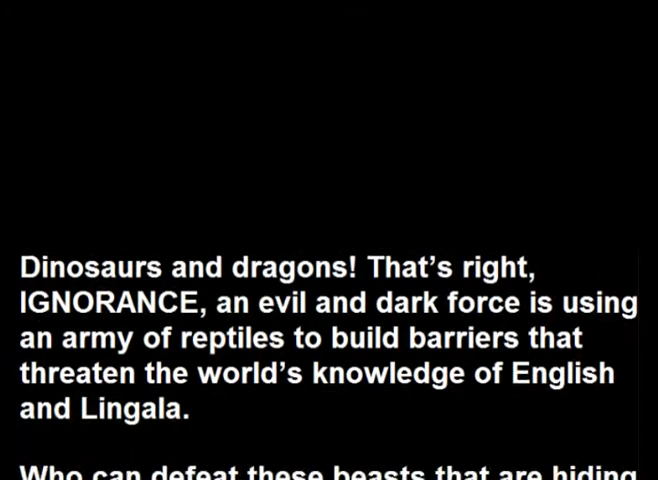 Dinosaurs and dragons! That’s right,
IGNORANCE, an evil and dark force is using
an army of reptiles to build barriers that
threaten the world’s knowledge of English
and Lingala.
Who can defeat these beasts that are hiding